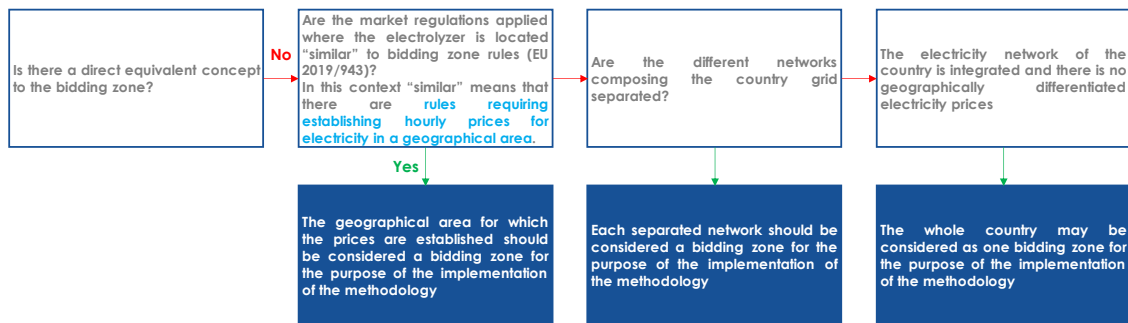 Is there a direct equivalent concept
to the bidding zone?
No
Are the market regulations applied
where the electrolyzer is located
“similar” to bidding zone rules (EU
2019/943)?
In this context “similar” means that
there are rules requiring
establishing hourly prices for
electricity in a geographical area.
Are the different networks
composing the country grid
separated?
The electricity network of the
country is integrated and there is no
geographically differentiated
electricity prices
Yes
The geographical area for which
the prices are established should
be considered a bidding zone for
the purpose of the implementation
of the methodology
Each separated network should be
considered a bidding zone for the
purpose of the implementation of
the methodology
The whole country may be
considered as one bidding zone for
the purpose of the implementation
of the methodology